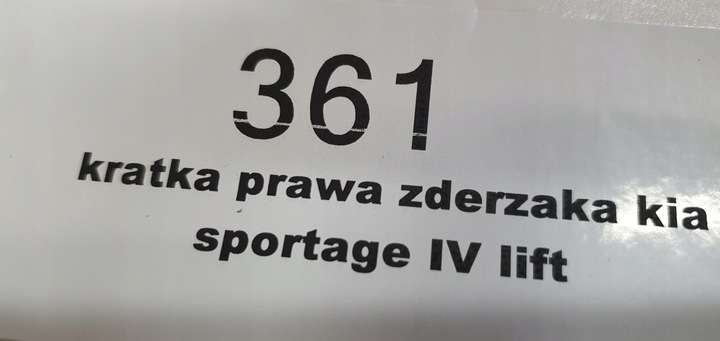 361
kratka prawa zderzaka kia
sportage IV lift